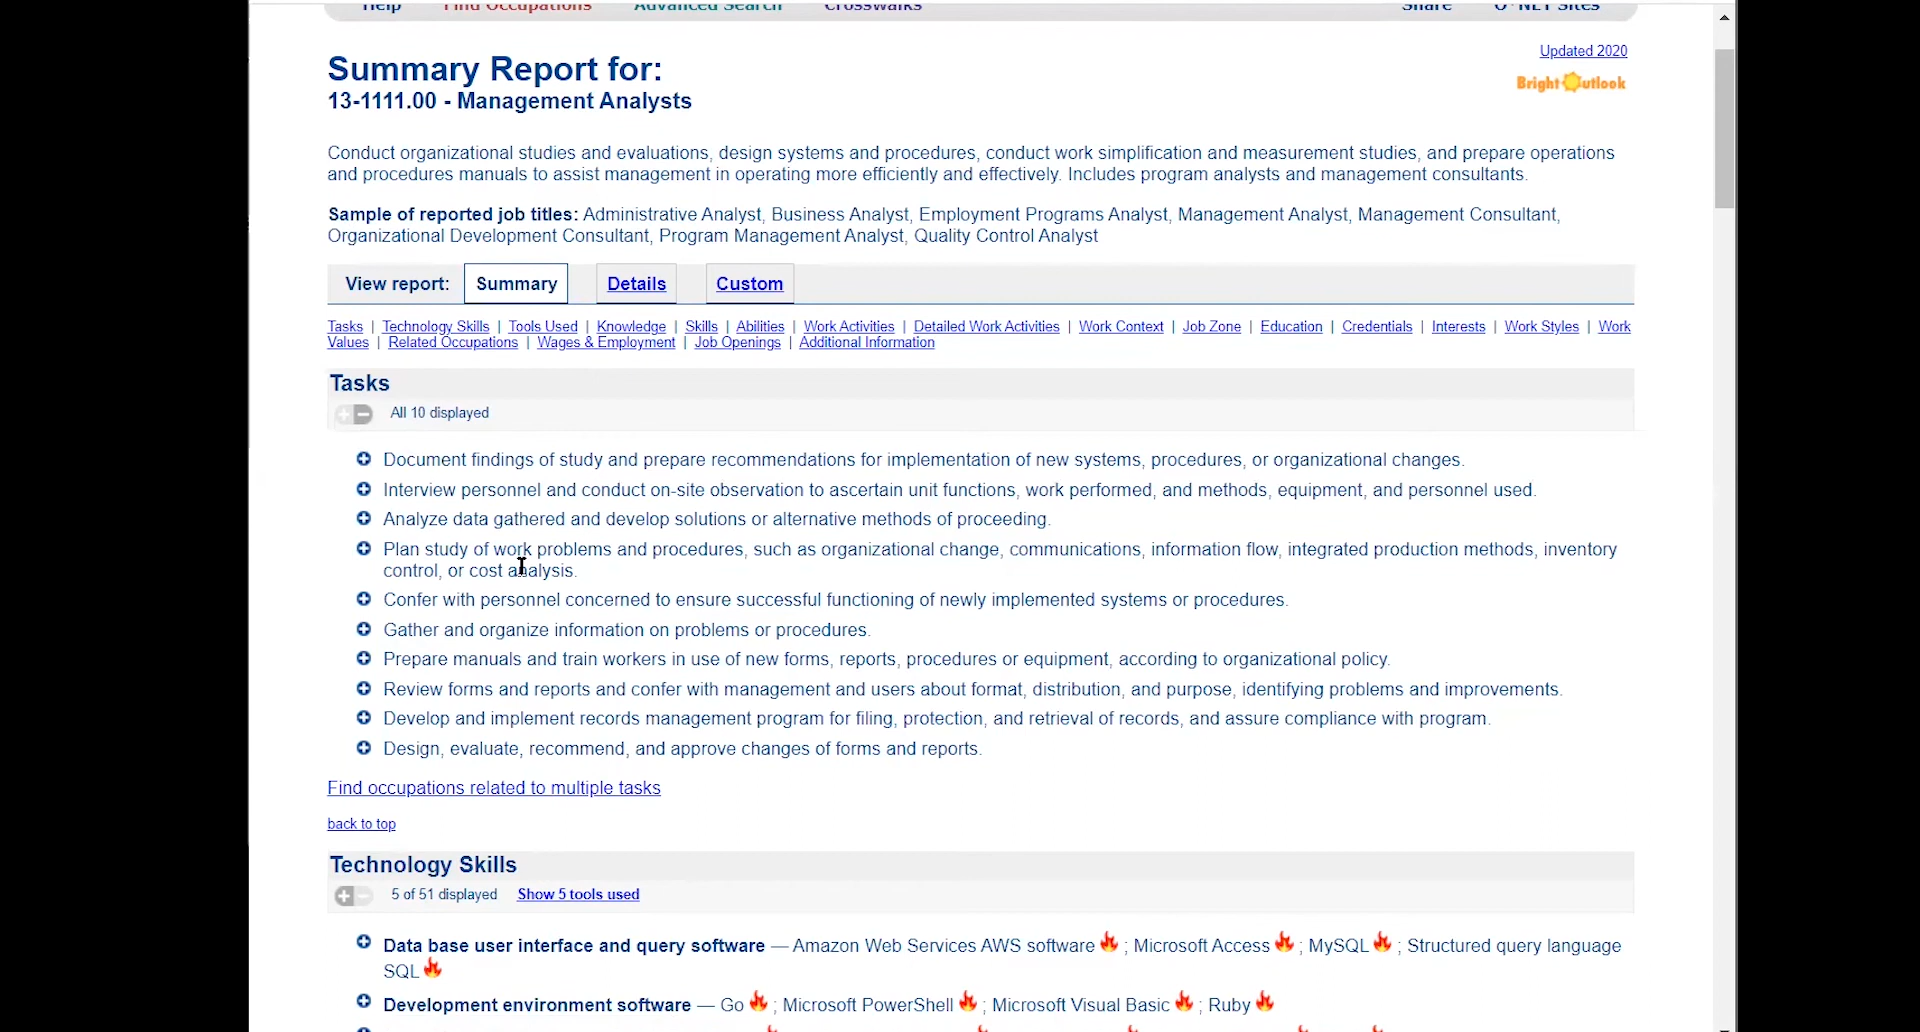 Help Find Occupations Advanced Search Crosswalks Share O*NET Sites
Updated 2020
Bright Outlook
Summary Report for:
13-1111.00 - Management Analysts
Conduct organizational studies and evaluations, design systems and procedures, conduct work simplification and measurement studies, and prepare operations
and procedures manuals to assist management in operating more efficiently and effectively. Includes program analysts and management consultants.
Sample of reported job titles: Administrative Analyst, Business Analyst, Employment Programs Analyst, Management Analyst, Management Consultant,
Organizational Development Consultant, Program Management Analyst, Quality Control Analyst
View report: Summary Details Custom
Tasks | Technology Skills | Tools Used | Knowledge | Skills | Abilities | Work Activities | Detailed Work Activities | Work Context | Job Zone | Education | Credentials | Interests | Work Styles | Work
Values | Related Occupations | Wages & Employment | Job Openings | Additional Information
Tasks
All 10 displayed
Document findings of study and prepare recommendations for implementation of new systems, procedures, or organizational changes.
Interview personnel and conduct on-site observation to ascertain unit functions, work performed, and methods, equipment, and personnel used.
Analyze data gathered and develop solutions or alternative methods of proceeding.
Plan study of work problems and procedures, such as organizational change, communications, information flow, integrated production methods, inventory
control, or cost analysis.
Confer with personnel concerned to ensure successful functioning of newly implemented systems or procedures.
Gather and organize information on problems or procedures.
Prepare manuals and train workers in use of new forms, reports, procedures or equipment, according to organizational policy.
Review forms and reports and confer with management and users about format, distribution, and purpose, identifying problems and improvements.
Develop and implement records management program for filing, protection, and retrieval of records, and assure compliance with program.
Design, evaluate, recommend, and approve changes of forms and reports.
Find occupations related to multiple tasks
back to top
Technology Skills
5 of 51 displayed Show 5 tools used
Data base user interface and query software — Amazon Web Services AWS software ; Microsoft Access ; MySQL ; Structured query language
SQL
Development environment software — Go ; Microsoft PowerShell ; Microsoft Visual Basic ; Ruby